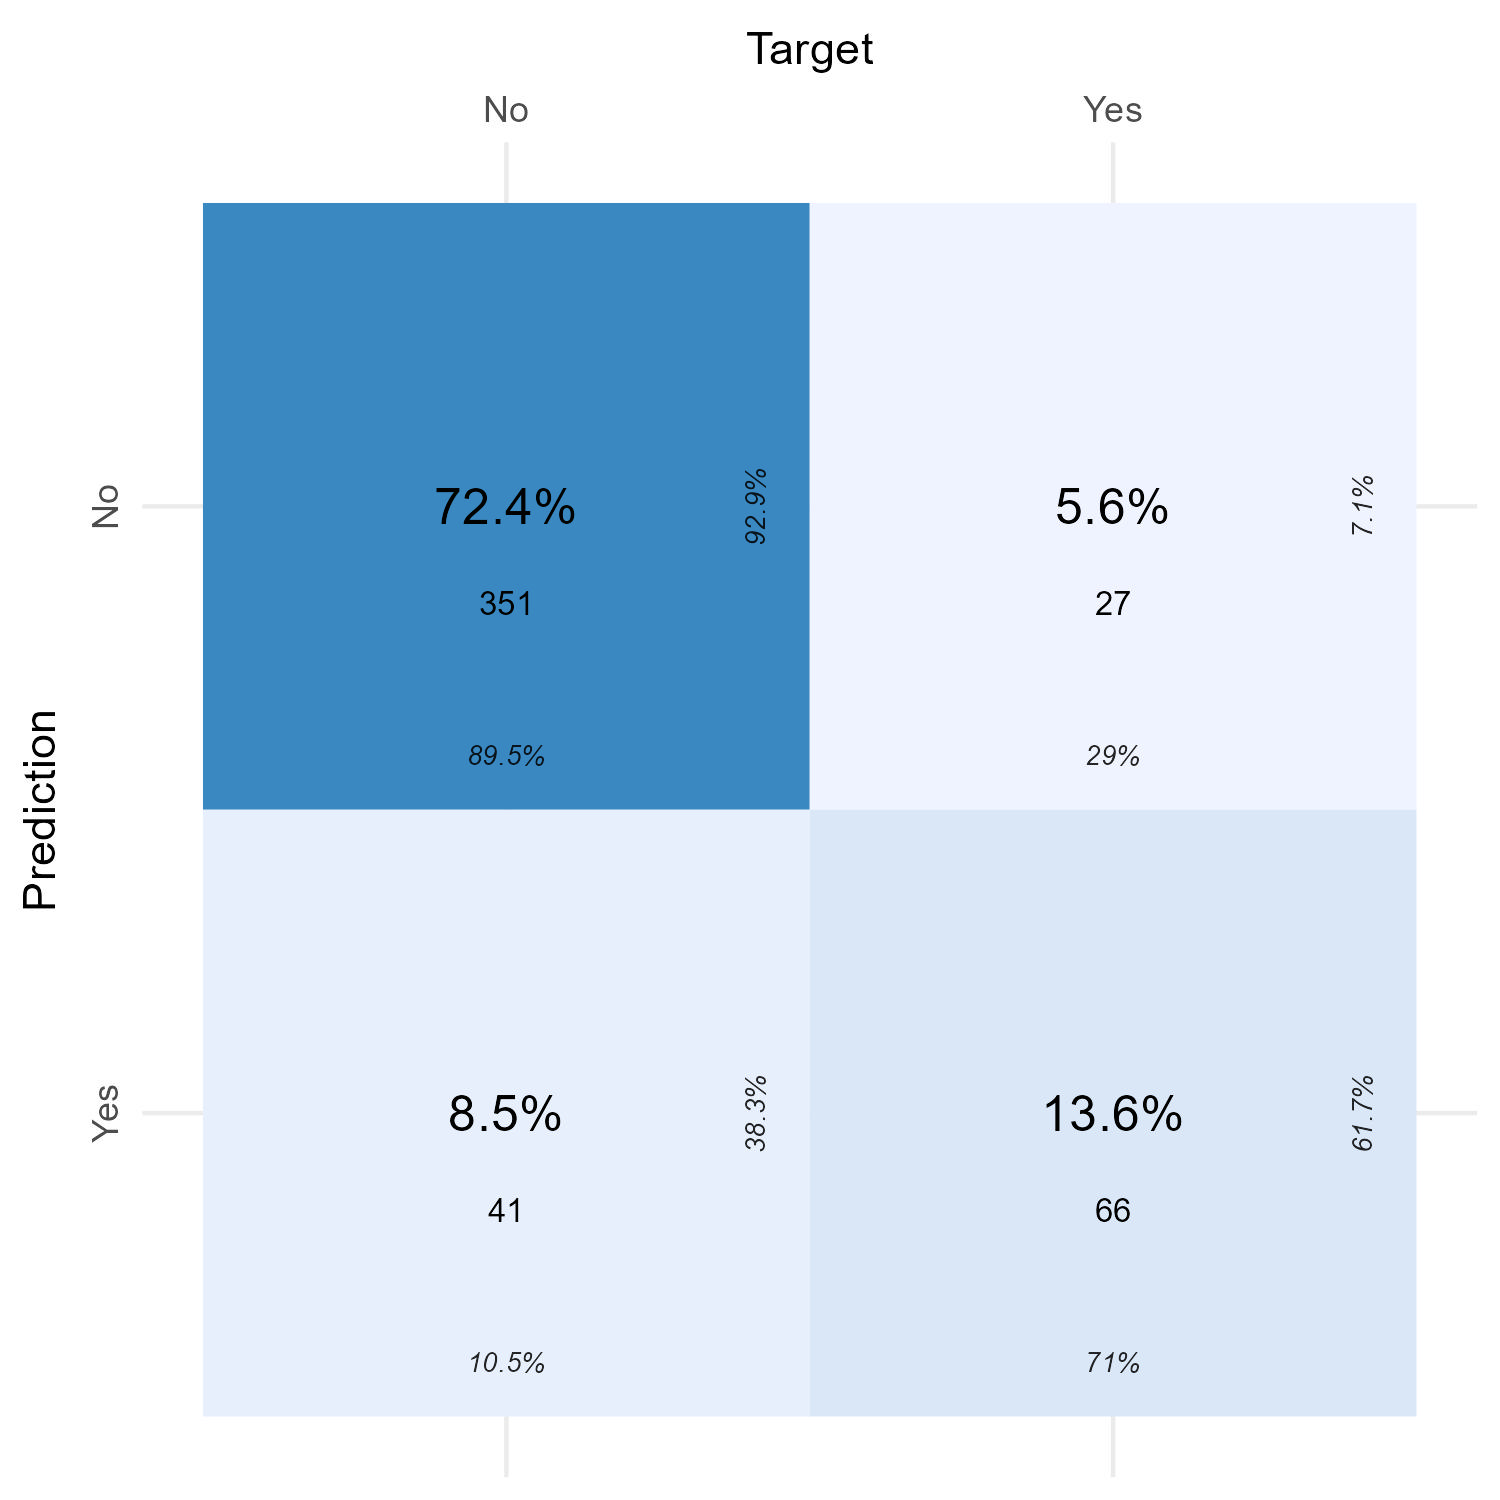 Target
No
Yes
Prediction
No
72.4%
351
92.9%
89.5%
5.6%
27
7.1%
29%
Yes
8.5%
41
38.3%
10.5%
13.6%
66
61.7%
71%